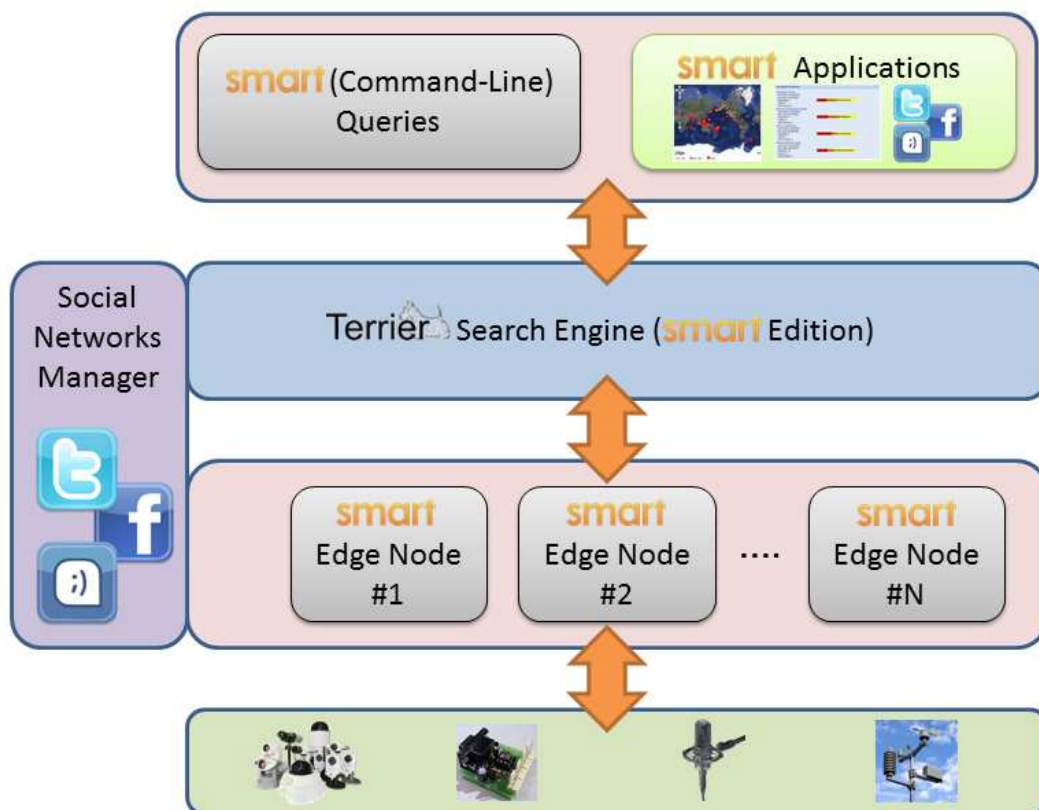 smart (Command-Line)
Queries
smart Applications
Social
Networks
Manager
Terrier Search Engine (smart Edition)
smart
Edge Node
#1
smart
Edge Node
#2
....
smart
Edge Node
#N